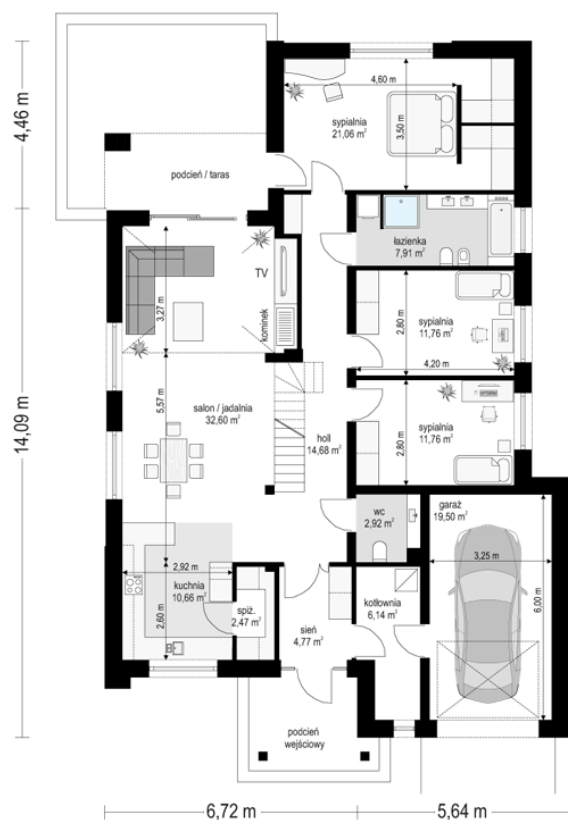 4,46 m
14,09 m
4,60 m
sypialnia
21,06 m²
3,50 m
podcień / taras
łazienka
7,91 m²
TV
kominek
3,27 m
sypialnia
11,76 m²
2,80 m
4,20 m
5,57 m
salon / jadalnia
32,60 m²
holl
14,68 m²
sypialnia
11,76 m²
2,80 m
wc
2,92 m²
garaż
19,50 m²
3,25 m
6,00 m
2,92 m
kuchnia
10,66 m²
2,60 m
spiż.
2,47 m²
sień
4,77 m²
kotłownia
6,14 m²
podcień
wejściowy
6,72 m
5,64 m